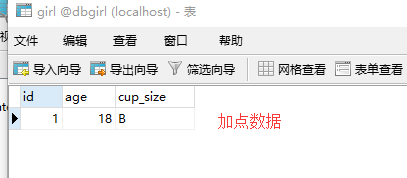 girl @dbgirl (localhost) - 表
文件 编辑 查看 窗口 帮助
导入向导 导出向导 筛选向导 网格查看 表单查看
id age cup_size
1 18 B
加点数据